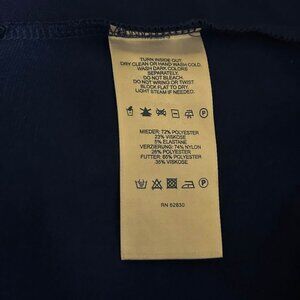 TURN INSIDE OUT
DRY CLEAN OR HAND WASH COLD.
WASH DARK COLORS
SEPARATELY.
DO NOT BLEACH.
DO NOT WRING OR TWIST
BLOCK FLAT TO DRY.
LIGHT STEAM IF NEEDED.
MIEDER: 72% POLYESTER
23% VISKOSE
5% ELASTANE
VERZIERUNG: 74% NYLON
26% POLYESTER
FUTTER: 65% POLYESTER
35% VISKOSE
RN 62830